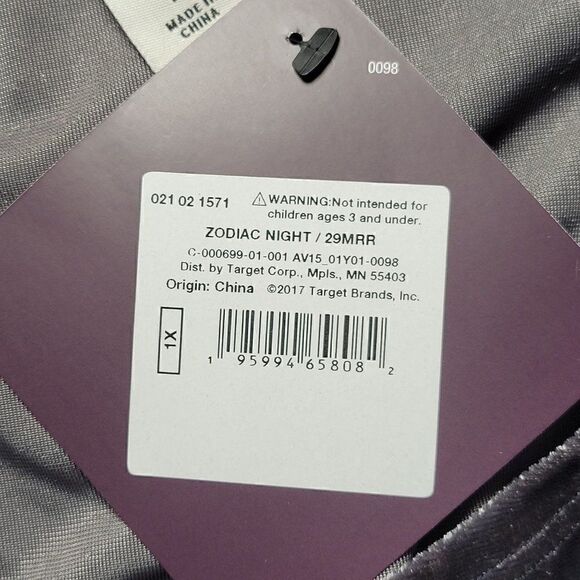 MADE IN
CHINA
0098
021 02 1571
⚠WARNING:Not intended for
children ages 3 and under.
ZODIAC NIGHT / 29MRR
C-000699-01-001 AV15_01Y01-0098
Dist. by Target Corp., Mpls., MN 55403
Origin: China ©2017 Target Brands, Inc.
1X
1 95994 65808 2